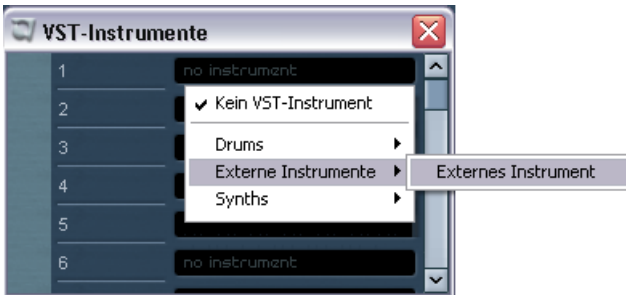 VST-Instrumente
1 no instrument
2 Kein VST-Instrument
3 Drums
Externe Instrumente Externes Instrument
4
Synths
5
6 no instrument